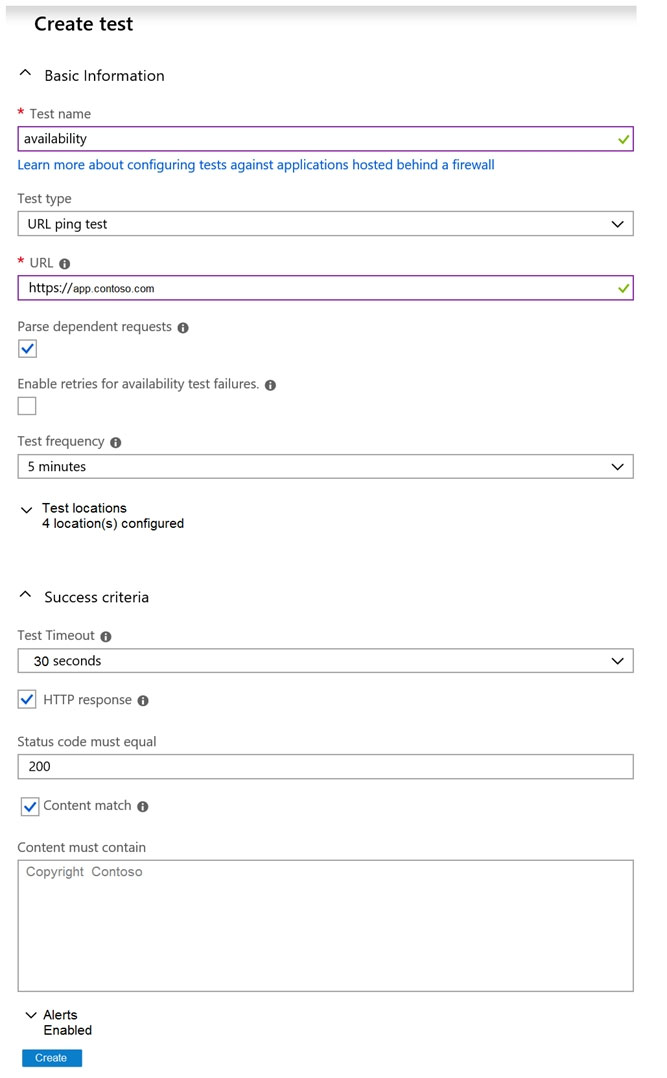 Create test
Basic Information
* Test name
availability
Learn more about configuring tests against applications hosted behind a firewall
Test type
URL ping test
* URL
https://app.contoso.com
Parse dependent requests
Enable retries for availability test failures.
Test frequency
5 minutes
Test locations
4 location(s) configured
Success criteria
Test Timeout
30 seconds
HTTP response
Status code must equal
200
Content match
Content must contain
Copyright Contoso
Alerts
Enabled
Create